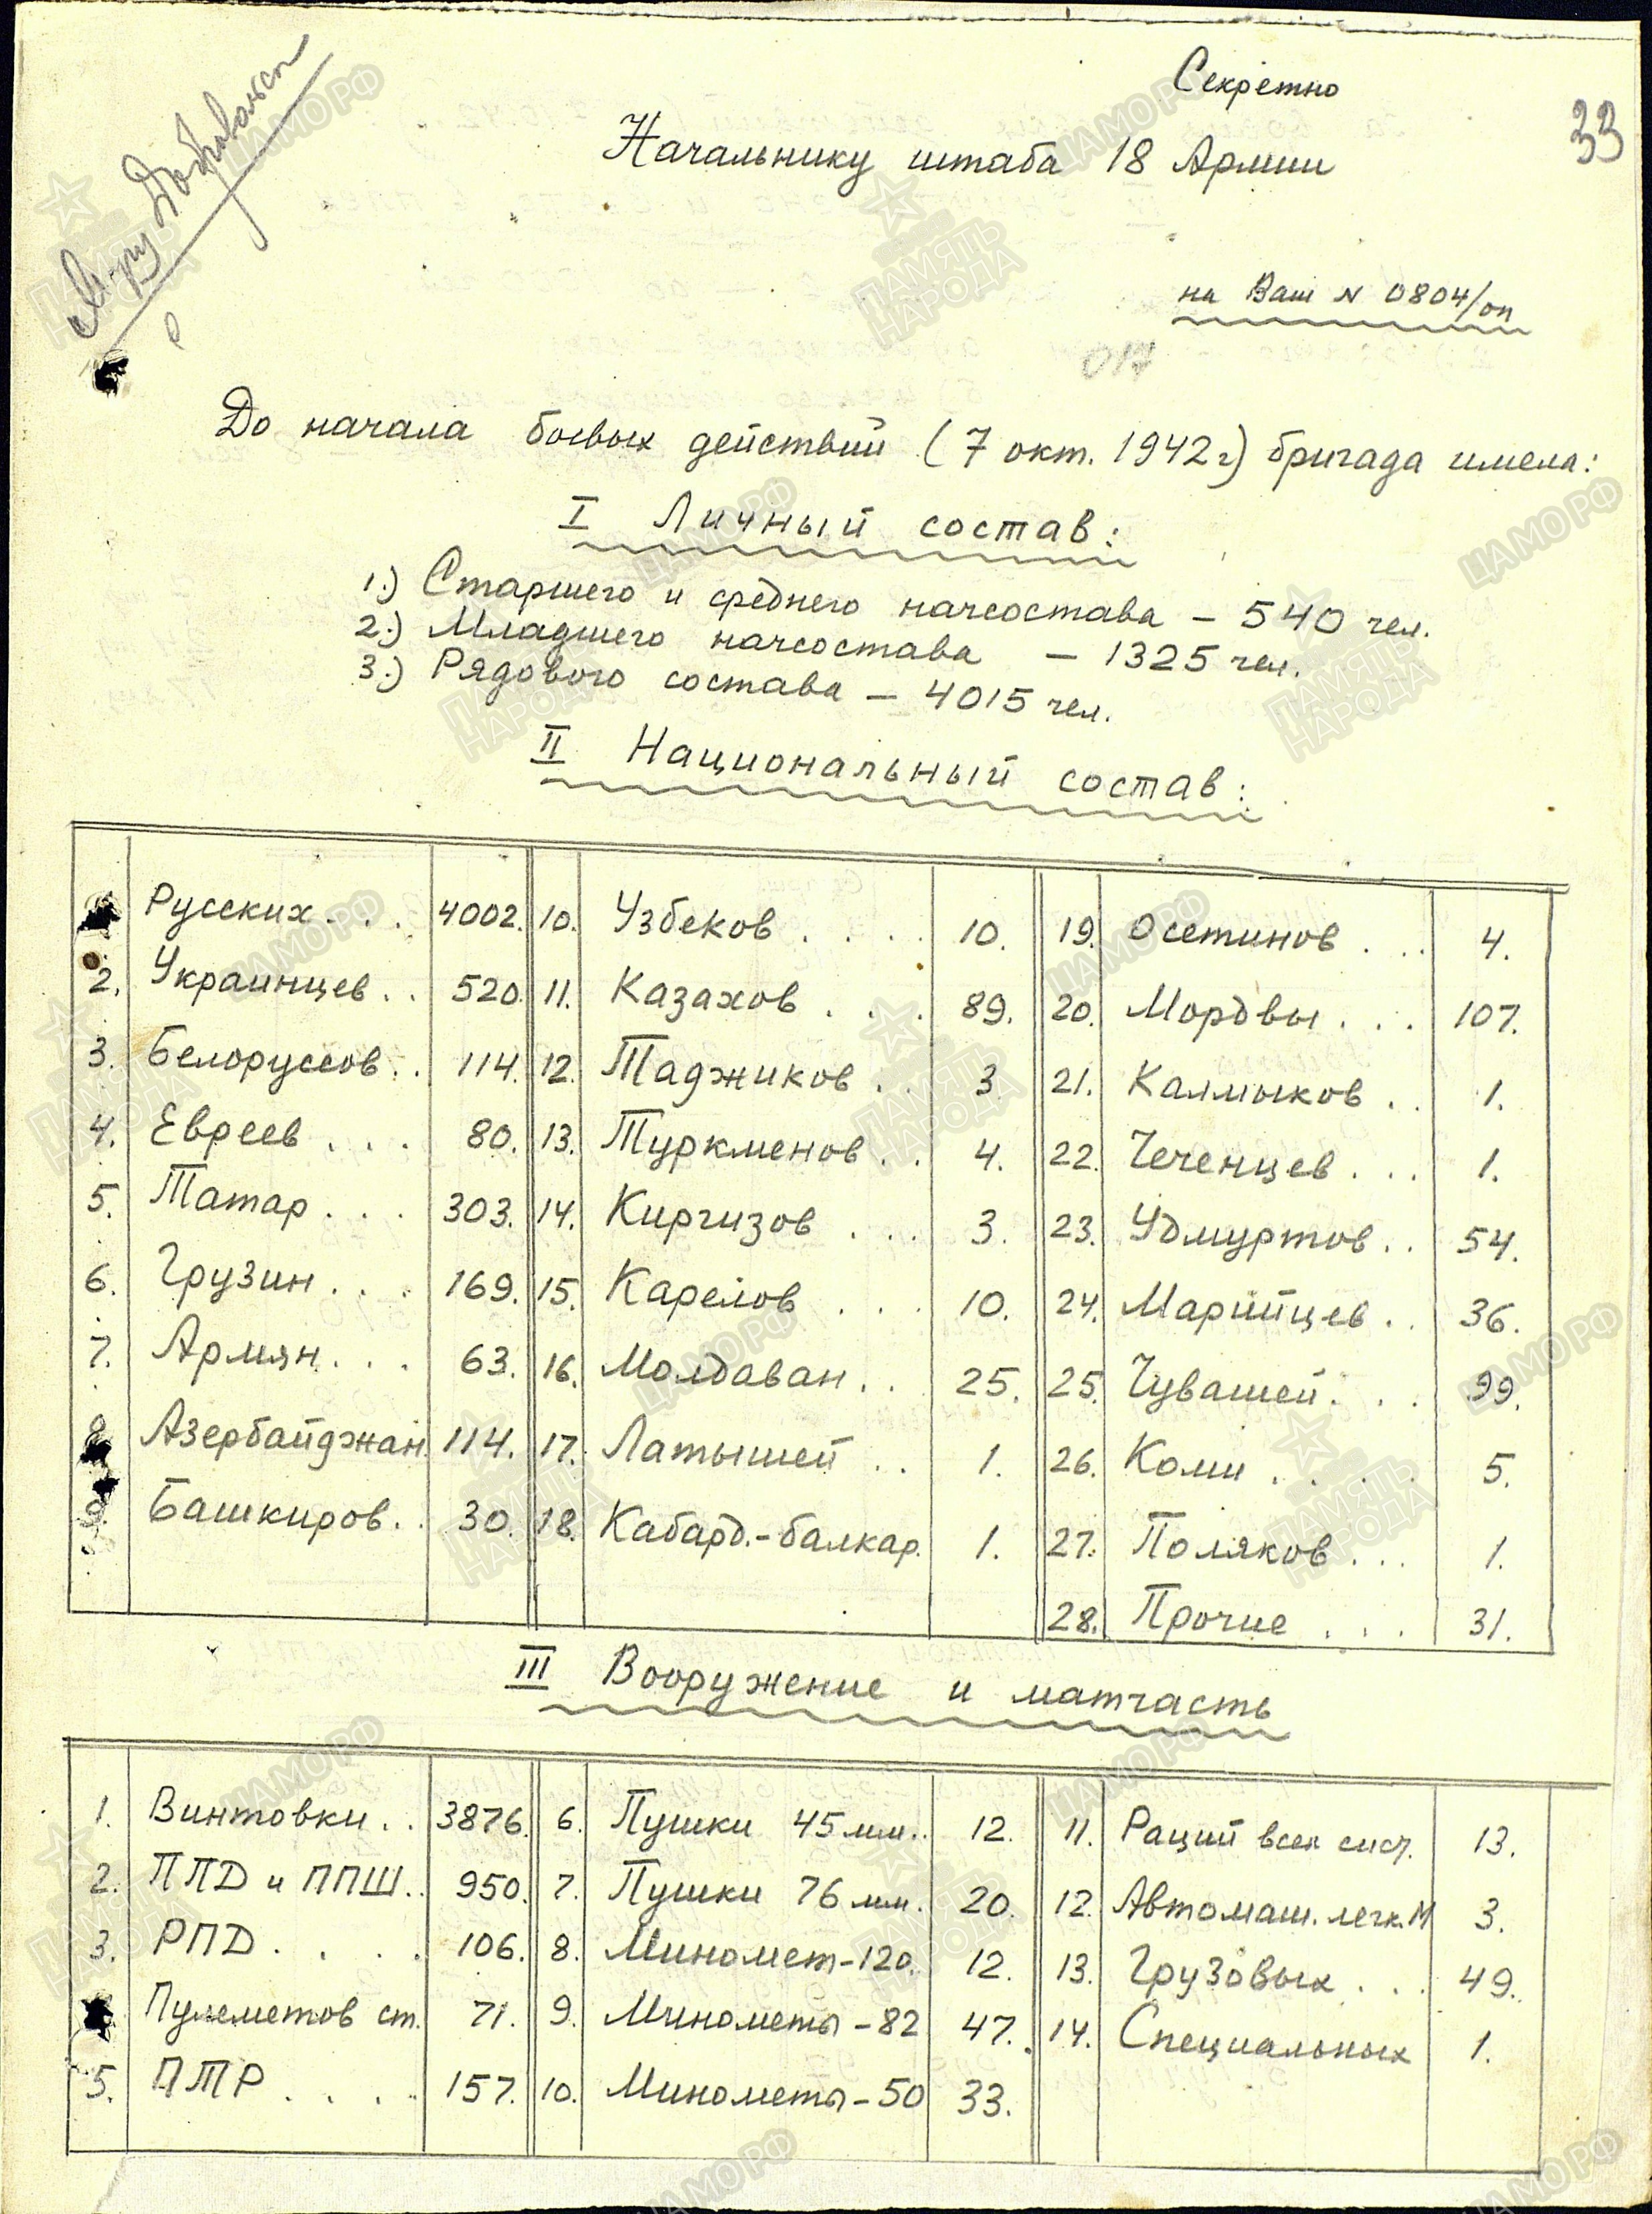 Секретно
33
Начальнику штаба 18 Армии
на Ваш N 0804/оп
017
До начала боевых действий (7 окт. 1942 г) бригада имела:
I Личный состав:
1.) Старшего и среднего начсостава – 540 чел.
2.) Младшего начсостава – 1325 чел.
3.) Рядового состава – 4015 чел.
II Национальный состав:
Русских . . . 4002. 10. Узбеков . . . . 10. 19. Осетинов . . . 4.
2. Украинцев . . 520. 11. Казахов . . . . 89. 20. Мордвы . . . 107.
3. Белоруссов . . 114. 12. Таджиков . . 3 21. Калмыков . . 1.
4. Евреев . . . 80. 13. Туркменов . . 4. 22. Чеченцев . . . 1.
5. Татар . . . 303. 14. Киргизов . . . 3. 23. Удмуртов . . 54.
6. Грузин . . . 169. 15. Карелов . . . 10. 24. Марийцев . . 36.
7. Армян . . . 63. 16. Молдаван . . 25. 25. Чувашей . . . 99.
Азербайджан. 114. 17. Латышей . . 1. 26. Коми . . . . 5.
9. Башкиров . . 30. 18. Кабард.-балкар. 1. 27. Поляков . . . 1.
28. Прочие . . . 31.
III Вооружение и матчасть
1. Винтовки . . 3876. 6. Пушки 45 мм. . 12. 11. Раций всех сист. 13.
2. ППД и ППШ . . 950. 7. Пушки 76 мм. 20. 12. Автомаш. легк. М 3.
3. РПД . . . . 106. 8. Миномет-120. 12. 13. Грузовых . . . 49.
Пулеметов ст. 71. 9. Минометы-82 47. 14. Специальных 1.
5. ПТР . . . . 157. 10. Минометы-50 33.
ПАМЯТЬ НАРОДА
ЦАМО РФ